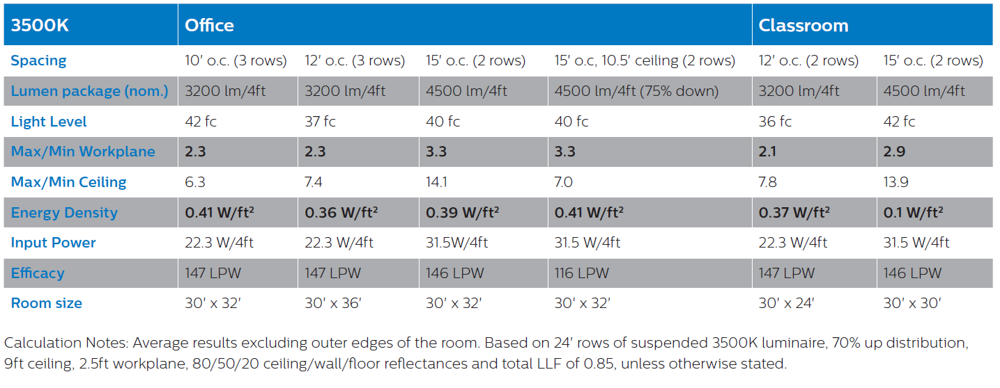 3500K Office Classroom
Spacing 10' o.c. (3 rows) 12' o.c. (3 rows) 15' o.c. (2 rows) 15' o.c, 10.5' ceiling (2 rows) 12' o.c. (2 rows) 15' o.c. (2 rows)
Lumen package (nom.) 3200 lm/4ft 3200 lm/4ft 4500 lm/4ft 4500 lm/4ft (75% down) 3200 lm/4ft 4500 lm/4ft
Light Level 42 fc 37 fc 40 fc 40 fc 36 fc 42 fc
Max/Min Workplane 2.3 2.3 3.3 3.3 2.1 2.9
Max/Min Ceiling 6.3 7.4 14.1 7.0 7.8 13.9
Energy Density 0.41 W/ft² 0.36 W/ft² 0.39 W/ft² 0.41 W/ft² 0.37 W/ft² 0.1 W/ft²
Input Power 22.3 W/4ft 22.3 W/4ft 31.5W/4ft 31.5 W/4ft 22.3 W/4ft 31.5 W/4ft
Efficacy 147 LPW 147 LPW 146 LPW 116 LPW 147 LPW 146 LPW
Room size 30' x 32' 30' x 36' 30' x 32' 30' x 32' 30' x 24' 30' x 30'
Calculation Notes: Average results excluding outer edges of the room. Based on 24' rows of suspended 3500K luminaire, 70% up distribution,
9ft ceiling, 2.5ft workplane, 80/50/20 ceiling/wall/floor reflectances and total LLF of 0.85, unless otherwise stated.